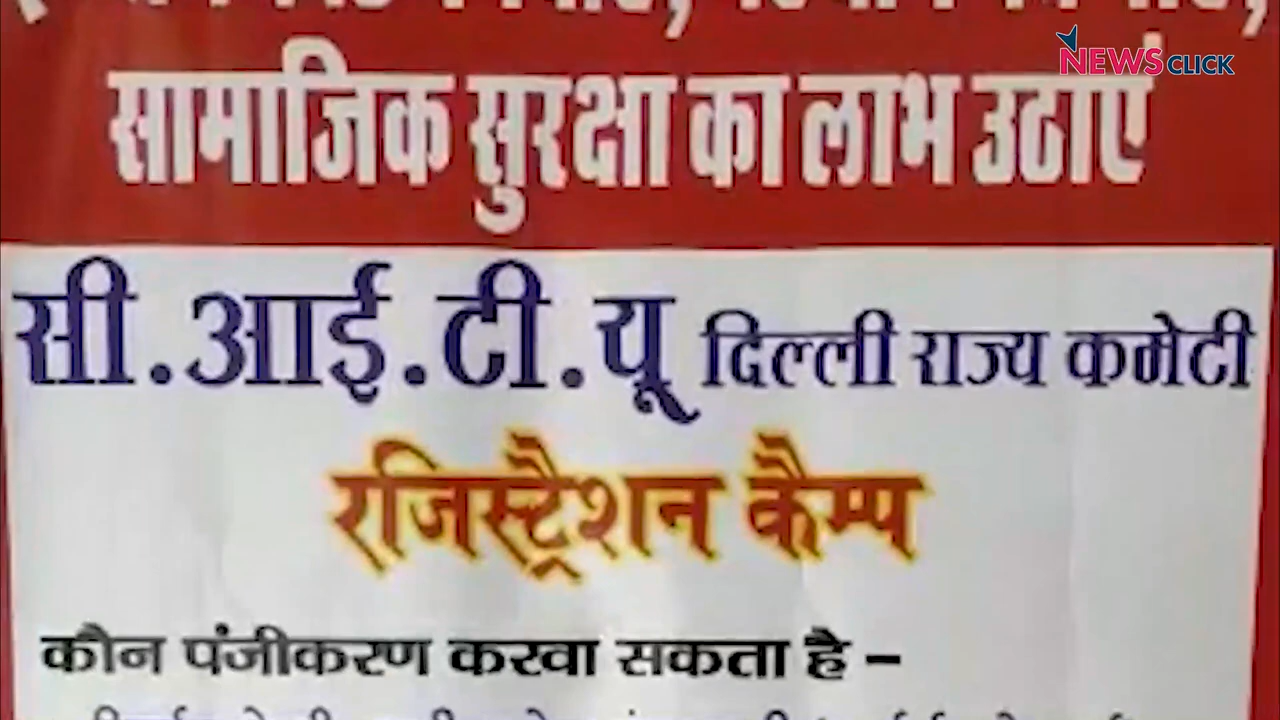 NEWSCLICK
सामाजिक सुरक्षा का लाभ उठाएं
सी.आई.टी.यू दिल्ली राज्य कमेटी
रजिस्ट्रैशन कैम्प
कौन पंजीकरण करवा सकता है –